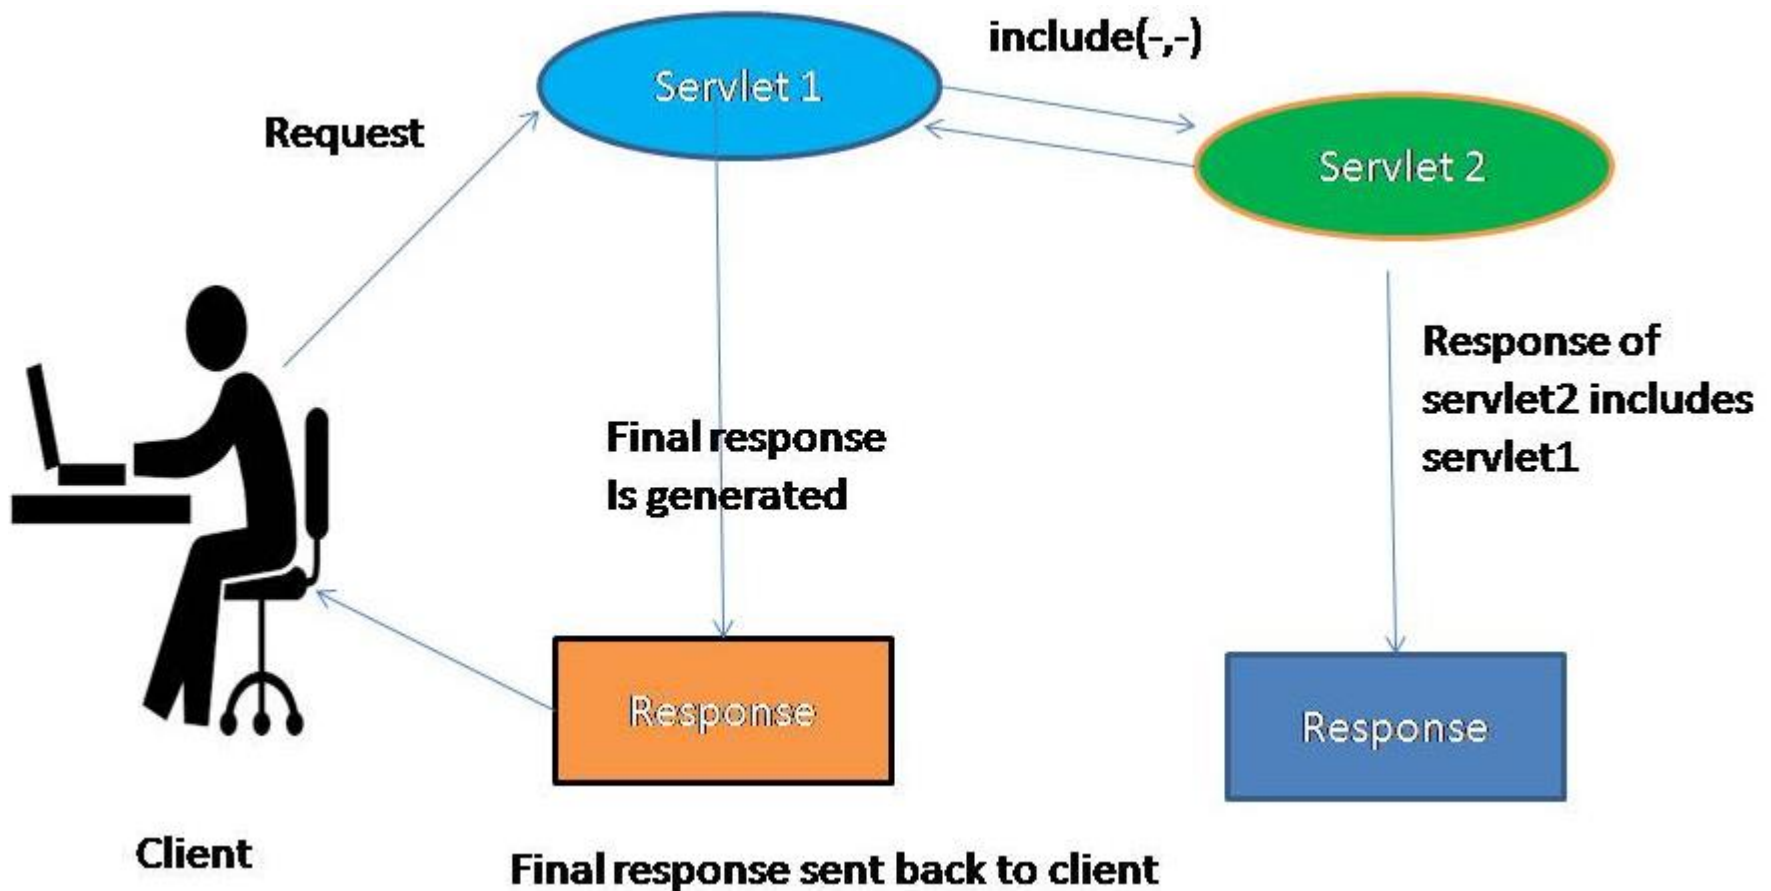 include(-,-)
Servlet 1
Request
Servlet 2
Response of
servlet2 includes
servlet1
Final response
Is generated
Response
Response
Client
Final response sent back to client